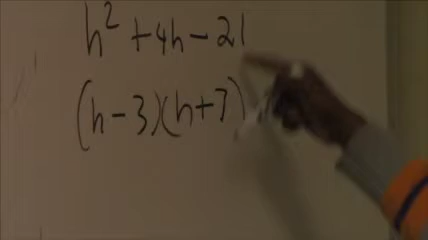 h² + 4h - 21
(h - 3)(h + 7)